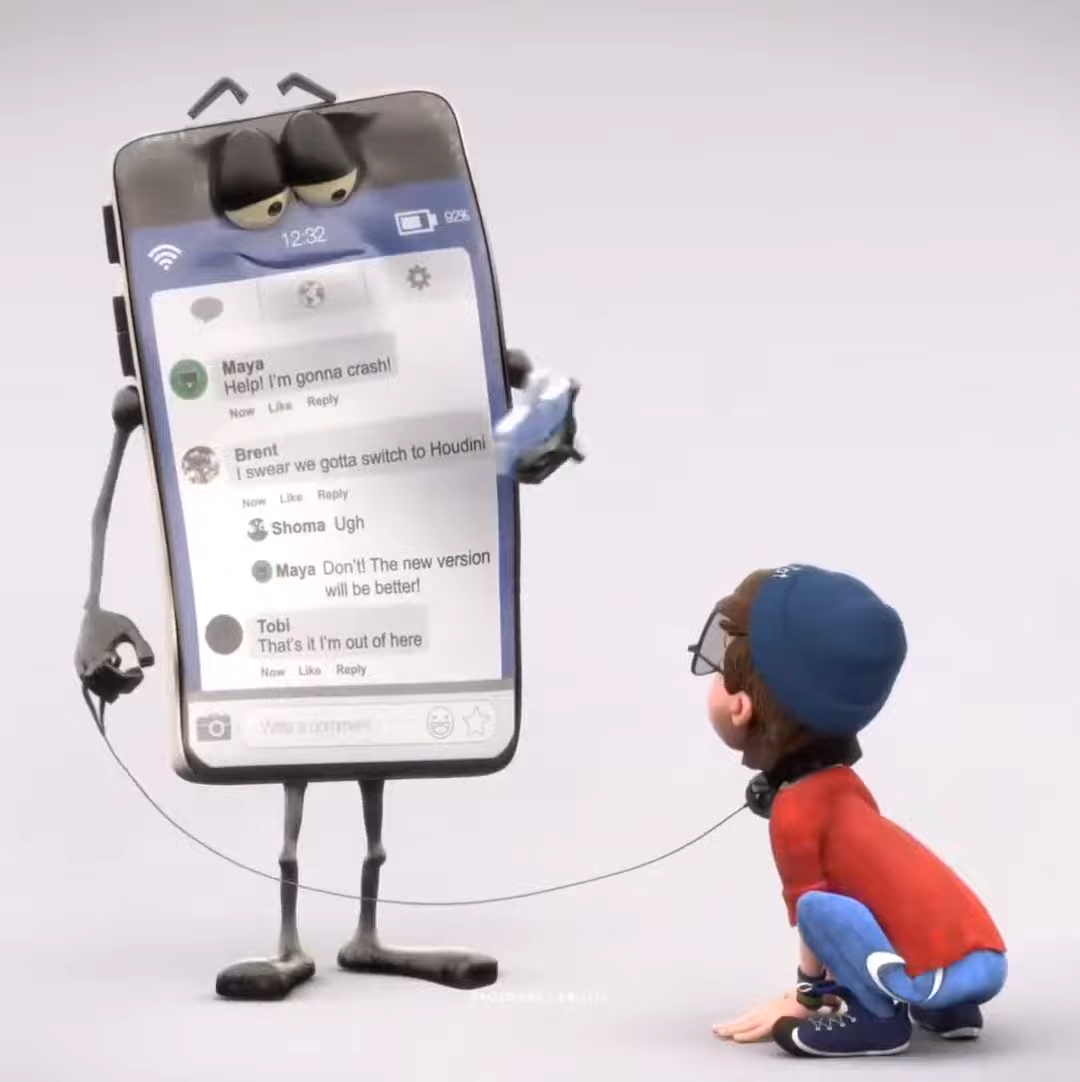 12:32
92%
Maya
Help! I'm gonna crash!
Now Like Reply
Brent
I swear we gotta switch to Houdini
Now Like Reply
Shoma Ugh
Maya Don't! The new version
will be better!
Tobi
That's it I'm out of here
Now Like Reply
Write a comment